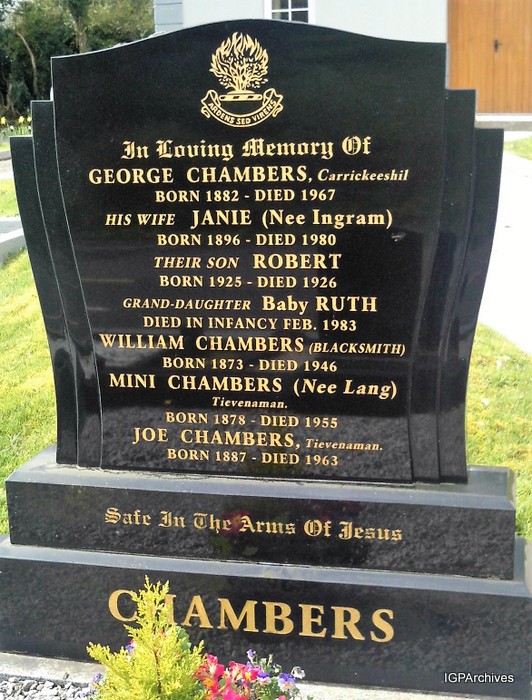 ARDENS SED VIRENS
In Loving Memory Of
GEORGE CHAMBERS, Carrickeeshil
BORN 1882 - DIED 1967
HIS WIFE JANIE (Nee Ingram)
BORN 1896 - DIED 1980
THEIR SON ROBERT
BORN 1925 - DIED 1926
GRAND-DAUGHTER Baby RUTH
DIED IN INFANCY FEB. 1983
WILLIAM CHAMBERS (BLACKSMITH)
BORN 1873 - DIED 1946
MINI CHAMBERS (Nee Lang)
Tievenaman.
BORN 1878 - DIED 1955
JOE CHAMBERS, Tievenaman.
BORN 1887 - DIED 1963
Safe In The Arms Of Jesus
CHAMBERS
IGPArchives